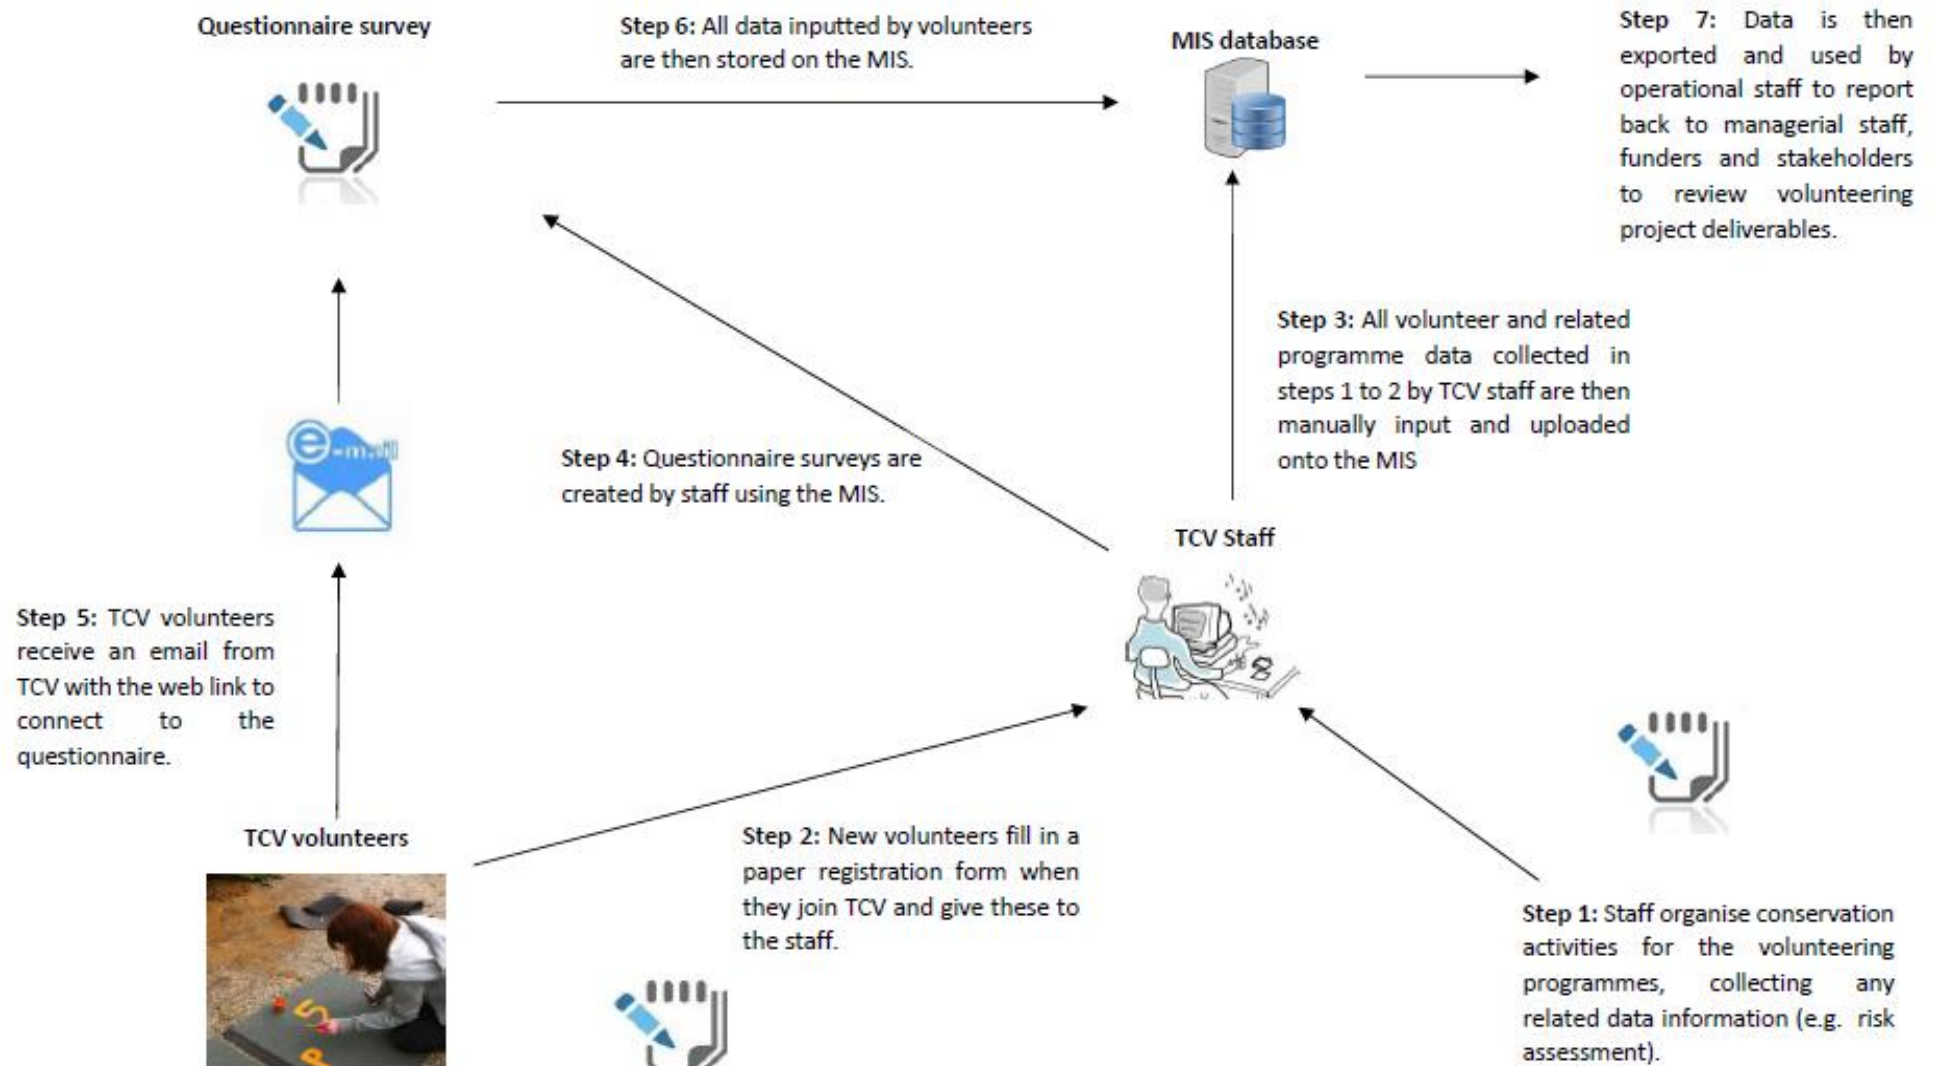 Questionnaire survey
Step 6: All data inputted by volunteers
are then stored on the MIS.
MIS database
Step 7: Data is then
exported and used by
operational staff to report
back to managerial staff,
funders and stakeholders
to review volunteering
project deliverables.
Step 3: All volunteer and related
programme data collected in
steps 1 to 2 by TCV staff are then
manually input and uploaded
onto the MIS
Step 4: Questionnaire surveys are
created by staff using the MIS.
TCV Staff
Step 5: TCV volunteers
receive an email from
TCV with the web link to
connect to the
questionnaire.
TCV volunteers
Step 2: New volunteers fill in a
paper registration form when
they join TCV and give these to
the staff.
Step 1: Staff organise conservation
activities for the volunteering
programmes, collecting any
related data information (e.g. risk
assessment).
5
P